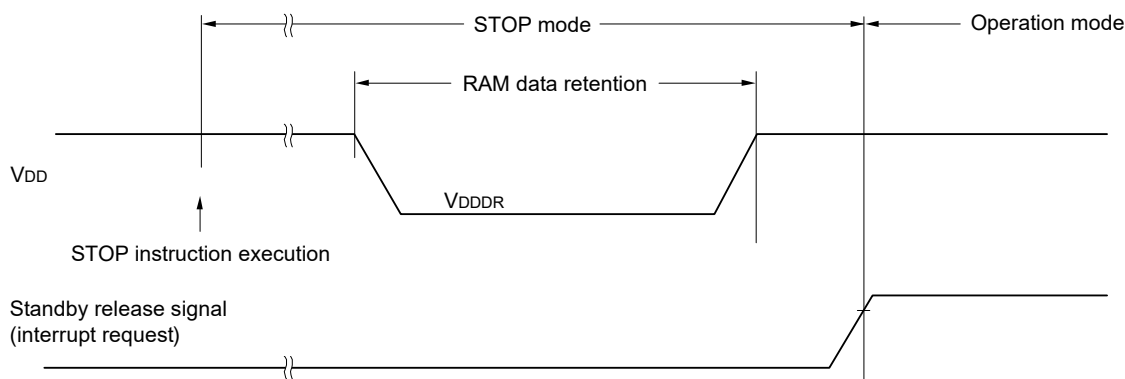 STOP mode
Operation mode
RAM data retention
VDD
VDDDR
STOP instruction execution
Standby release signal
(interrupt request)